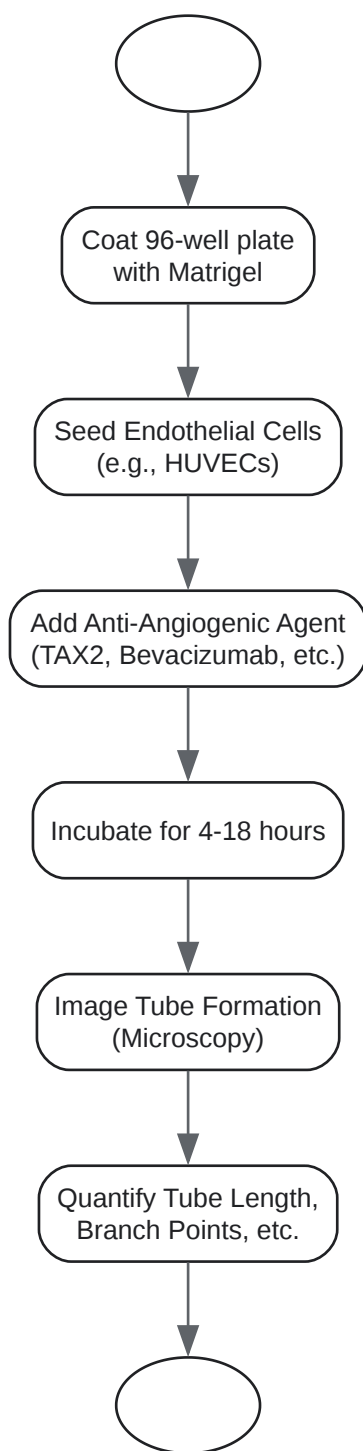 Coat 96-well plate
with Matrigel
Seed Endothelial Cells
(e.g., HUVECs)
Add Anti-Angiogenic Agent
(TAX2, Bevacizumab, etc.)
Incubate for 4-18 hours
Image Tube Formation
(Microscopy)
Quantify Tube Length,
Branch Points, etc.